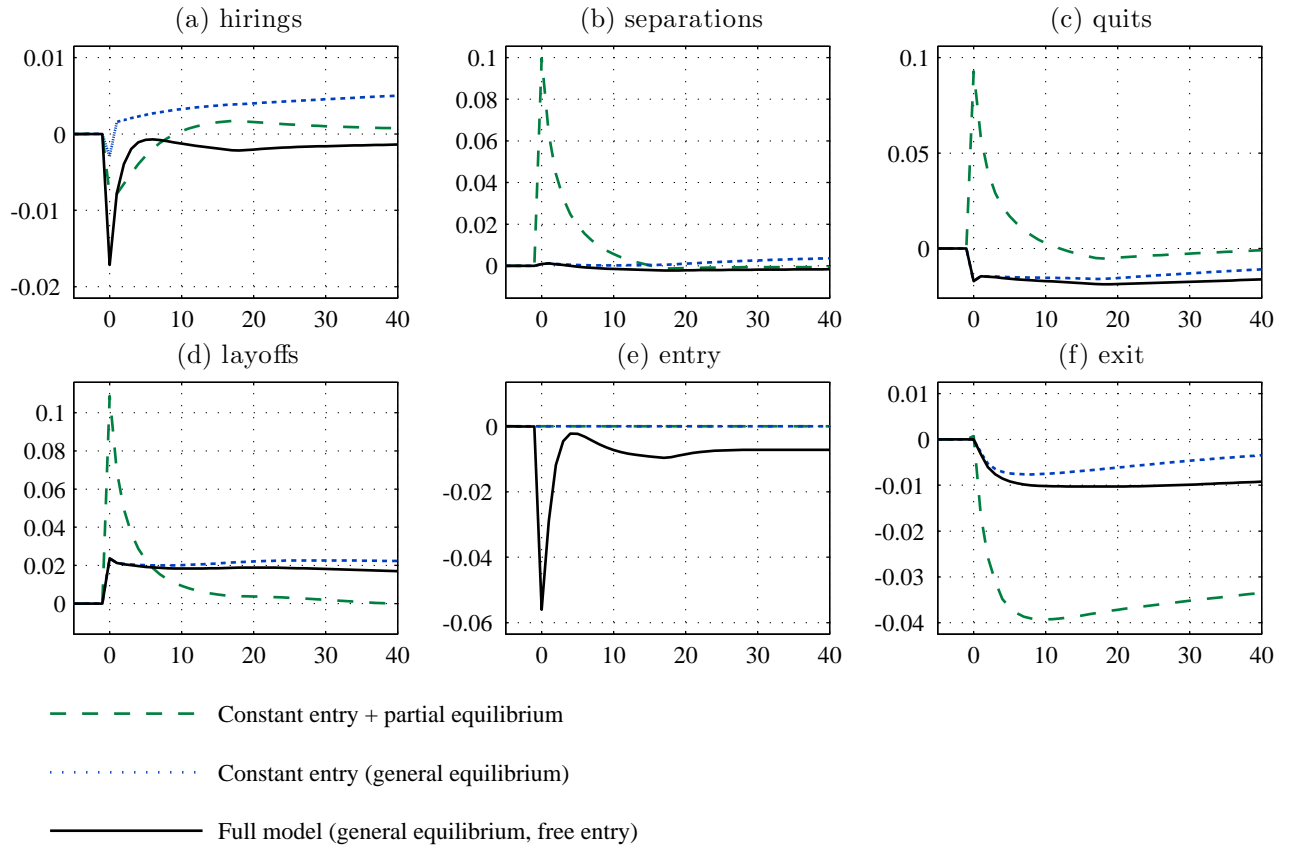 (a) hirings
(b) separations
(c) quits
0.01
0
-0.01
-0.02
0 10 20 30 40
0.1
0.08
0.06
0.04
0.02
0
0 10 20 30 40
0.1
0.05
0
0 10 20 30 40
(d) layoffs
(e) entry
(f) exit
0.1
0.08
0.06
0.04
0.02
0
0 10 20 30 40
0
-0.02
-0.04
-0.06
0 10 20 30 40
0.01
0
-0.01
-0.02
-0.03
-0.04
0 10 20 30 40
Constant entry + partial equilibrium
Constant entry (general equilibrium)
Full model (general equilibrium, free entry)